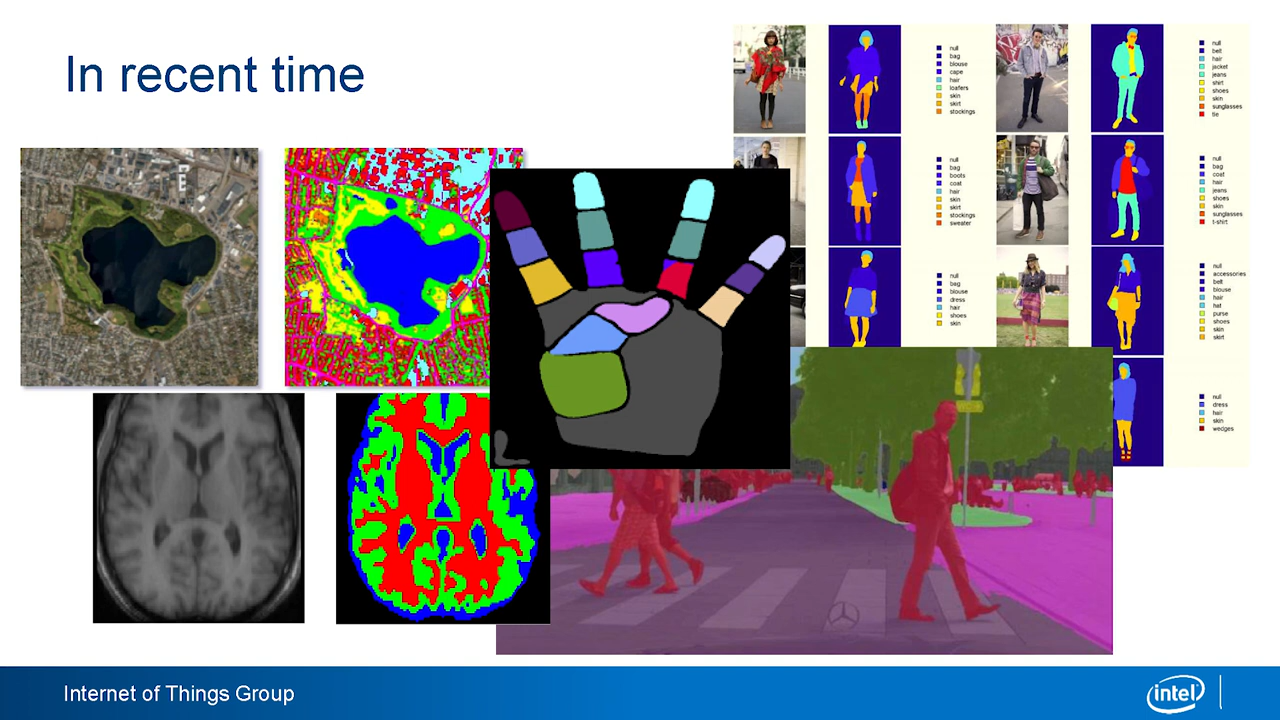 In recent time
null
bag
blouse
cape
hair
loafers
skin
skirt
stockings
null
belt
hair
jacket
jeans
shirt
shoes
skin
sunglasses
tie
null
bag
boots
coat
hair
skin
skirt
stockings
sweater
null
bag
coat
hair
jeans
shoes
skin
sunglasses
t-shirt
null
bag
blouse
dress
hair
shoes
skin
null
accessories
belt
blouse
hair
hat
purse
shoes
skin
skirt
null
dress
hair
skin
wedges
Internet of Things Group
intel